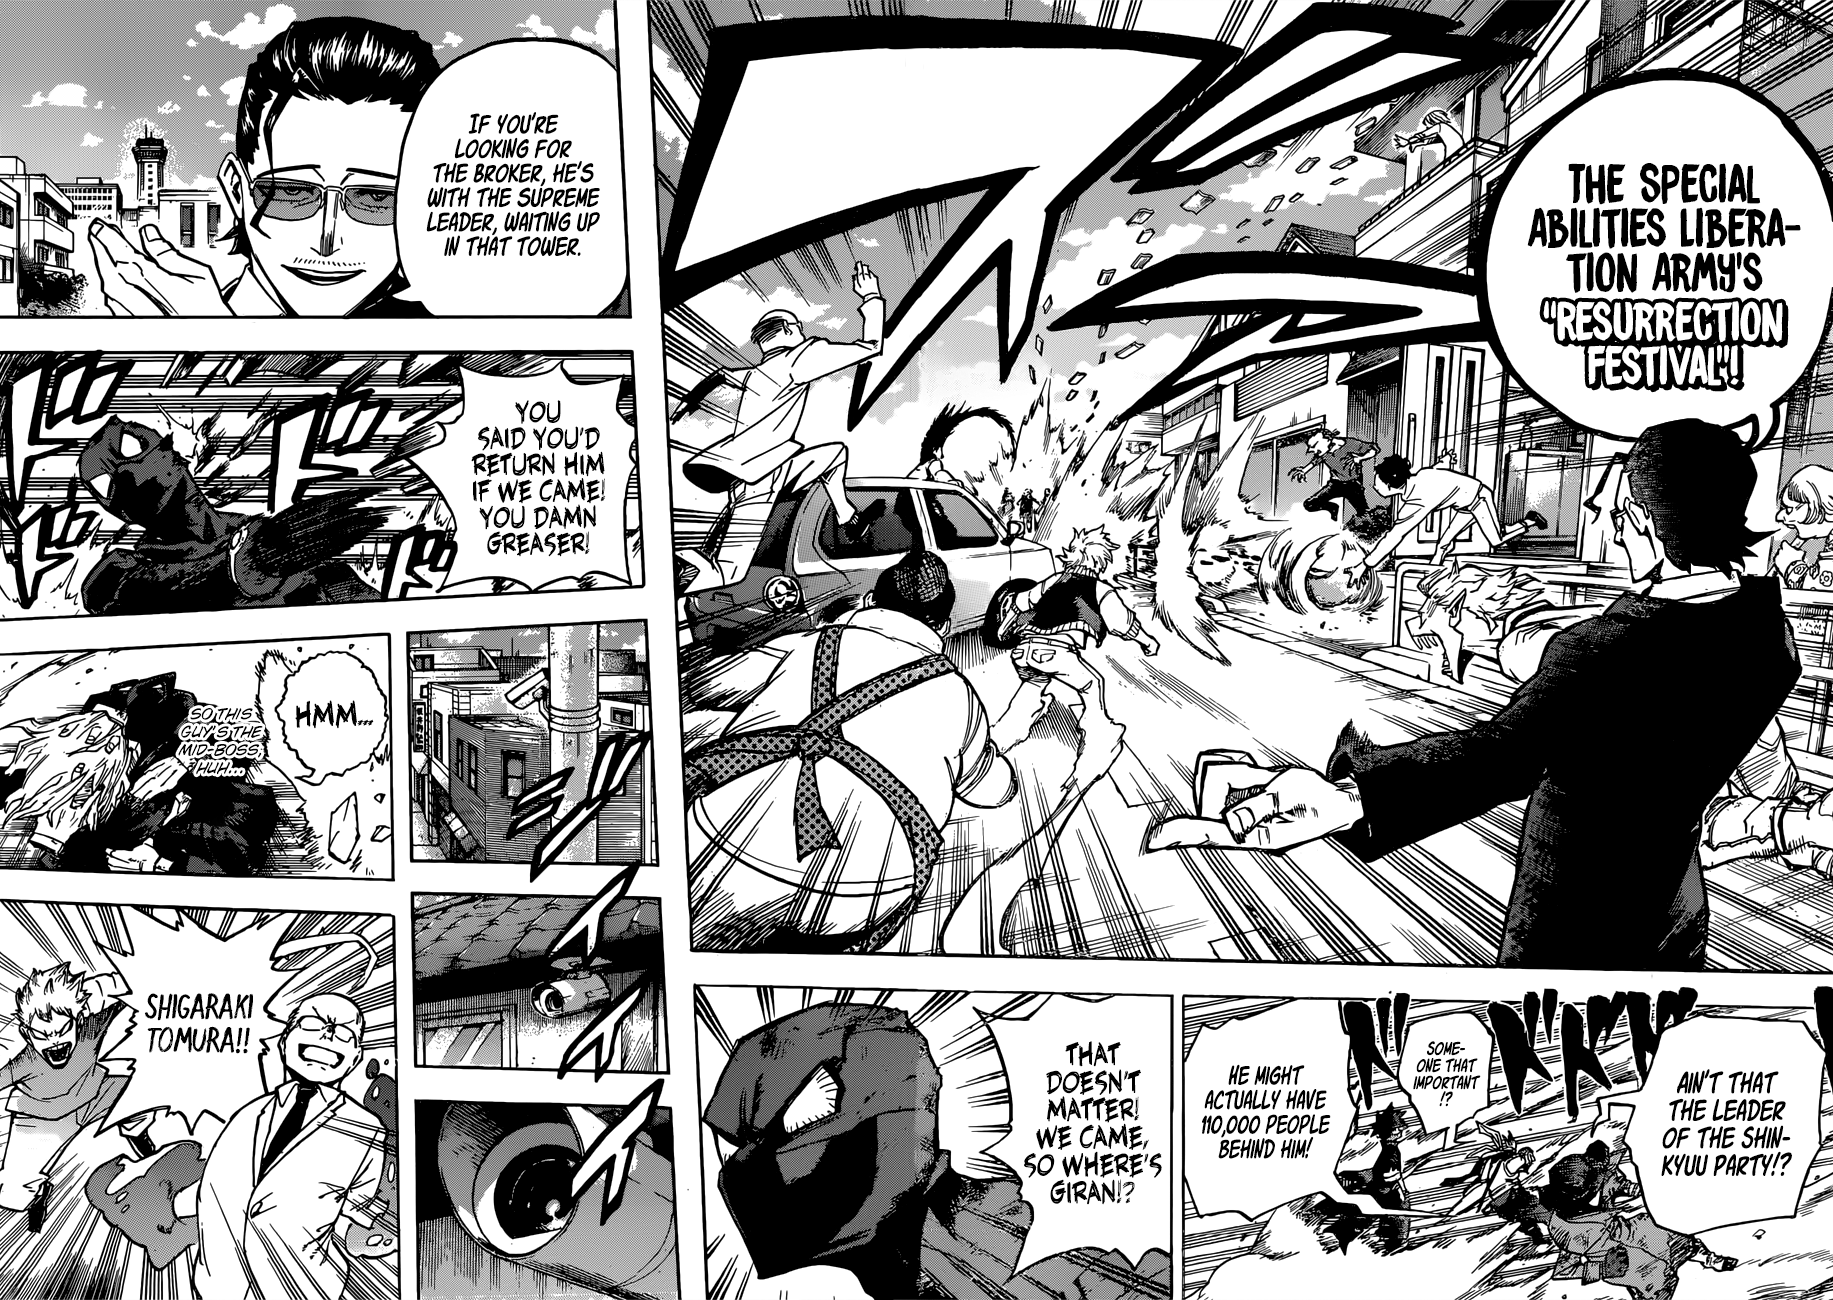 THE SPECIAL
ABILITIES LIBERA-
TION ARMY'S
"RESURRECTION
FESTIVAL"!
AIN'T THAT
THE LEADER
OF THE SHIN-
KYUU PARTY!?
SOME-
ONE THAT
IMPORTANT
!?
HE MIGHT
ACTUALLY HAVE
110,000 PEOPLE
BEHIND HIM!
THAT
DOESN'T
MATTER!
WE CAME,
SO WHERE'S
GIRAN!?
IF YOU'RE
LOOKING FOR
THE BROKER, HE'S
WITH THE SUPREME
LEADER, WAITING UP
IN THAT TOWER.
YOU
SAID YOU'D
RETURN HIM
IF WE CAME!
YOU DAMN
GREASER!
ドドドド
HMM...
SO THIS
GUY'S THE
MID-BOSS,
HUH...
SHIGARAKI
TOMURA!!